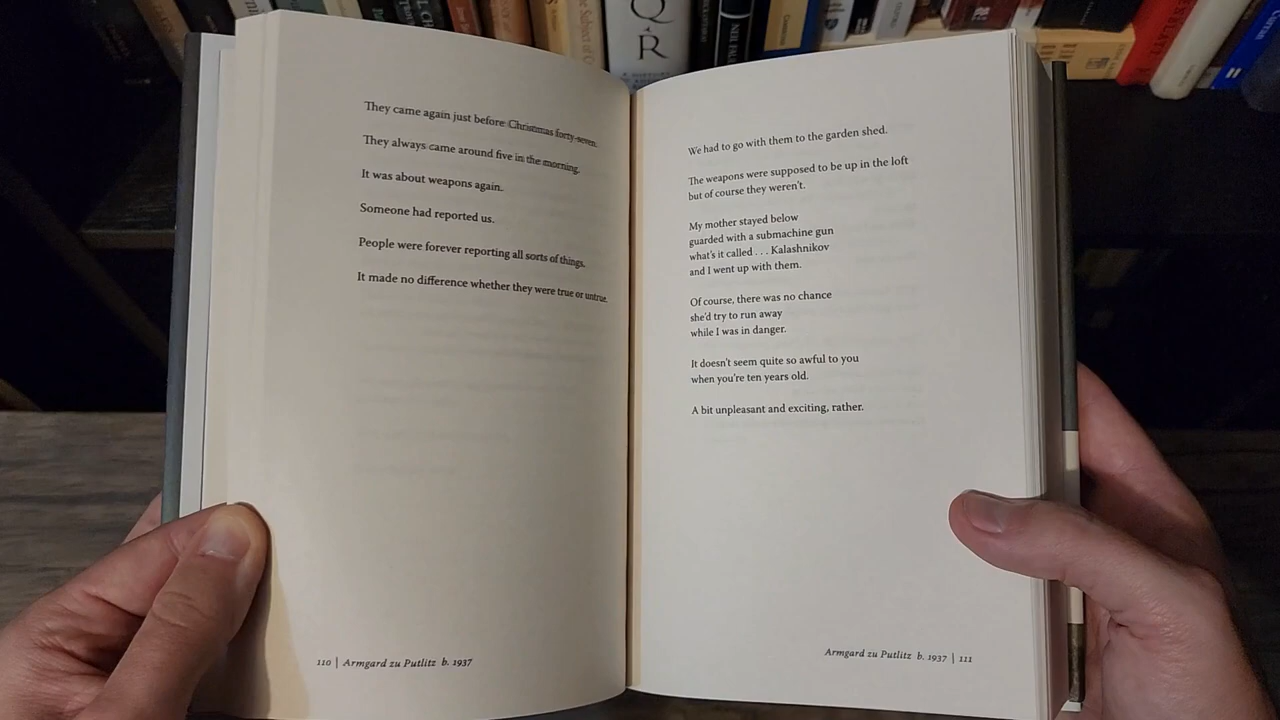 Q
R
NEIL
They came again just before Christmas forty-seven.
They always came around five in the morning.
It was about weapons again.
Someone had reported us.
People were forever reporting all sorts of things.
It made no difference whether they were true or untrue.
110 | Armgard zu Putlitz b. 1937
We had to go with them to the garden shed.
The weapons were supposed to be up in the loft
but of course they weren't.
My mother stayed below
guarded with a submachine gun
what's it called . . . Kalashnikov
and I went up with them.
Of course, there was no chance
she'd try to run away
while I was in danger.
It doesn't seem quite so awful to you
when you're ten years old.
A bit unpleasant and exciting, rather.
Armgard zu Putlitz b. 1937 | 111